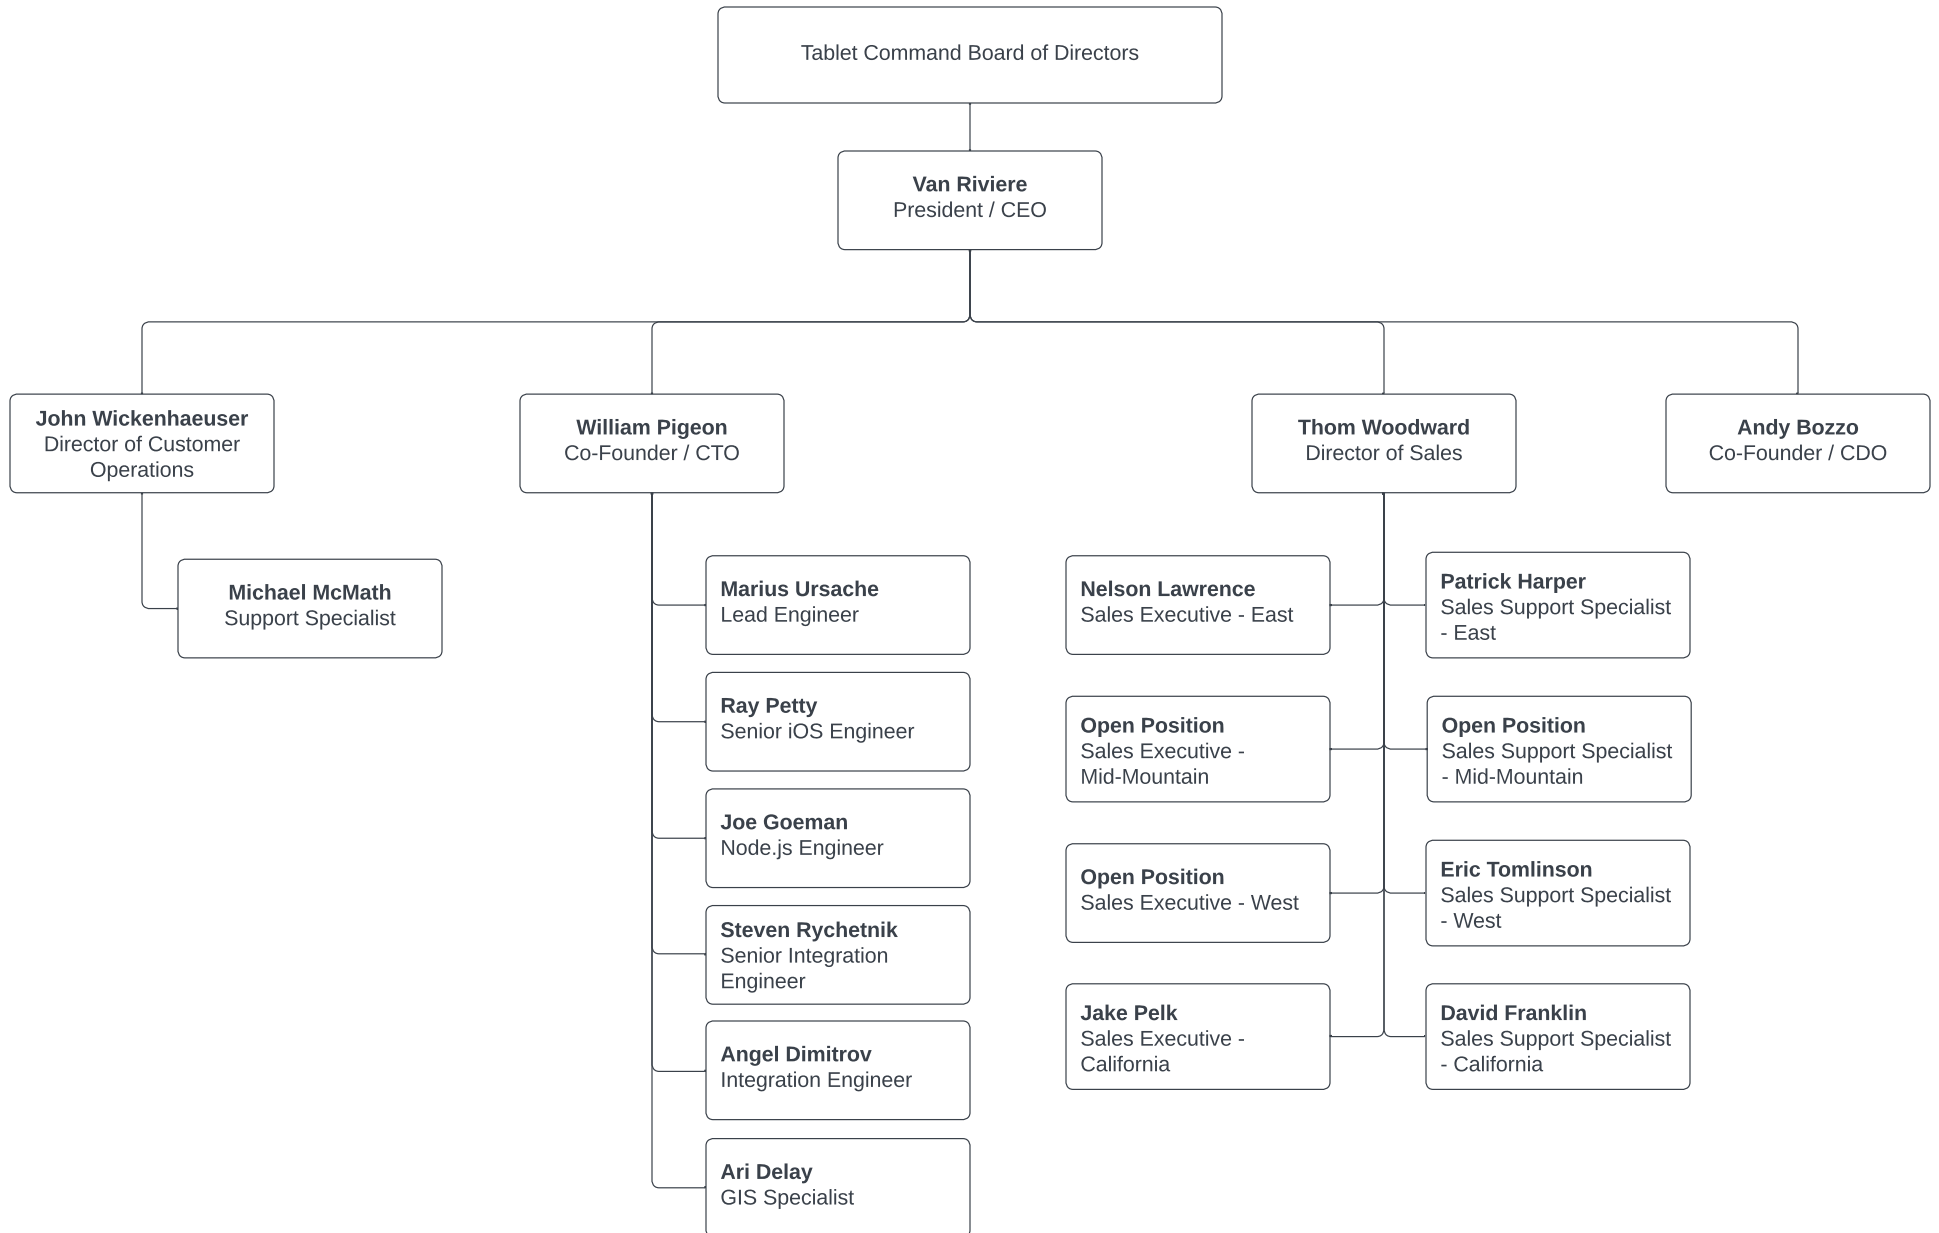 Tablet Command Board of Directors
Van Riviere
President / CEO
John Wickenhaeuser
Director of Customer
Operations
William Pigeon
Co-Founder / CTO
Thom Woodward
Director of Sales
Andy Bozzo
Co-Founder / CDO
Michael McMath
Support Specialist
Marius Ursache
Lead Engineer
Ray Petty
Senior iOS Engineer
Joe Goeman
Node.js Engineer
Steven Rychetnik
Senior Integration
Engineer
Angel Dimitrov
Integration Engineer
Ari Delay
GIS Specialist
Nelson Lawrence
Sales Executive - East
Patrick Harper
Sales Support Specialist
- East
Open Position
Sales Executive -
Mid-Mountain
Open Position
Sales Support Specialist
- Mid-Mountain
Open Position
Sales Executive - West
Eric Tomlinson
Sales Support Specialist
- West
Jake Pelk
Sales Executive -
California
David Franklin
Sales Support Specialist
- California